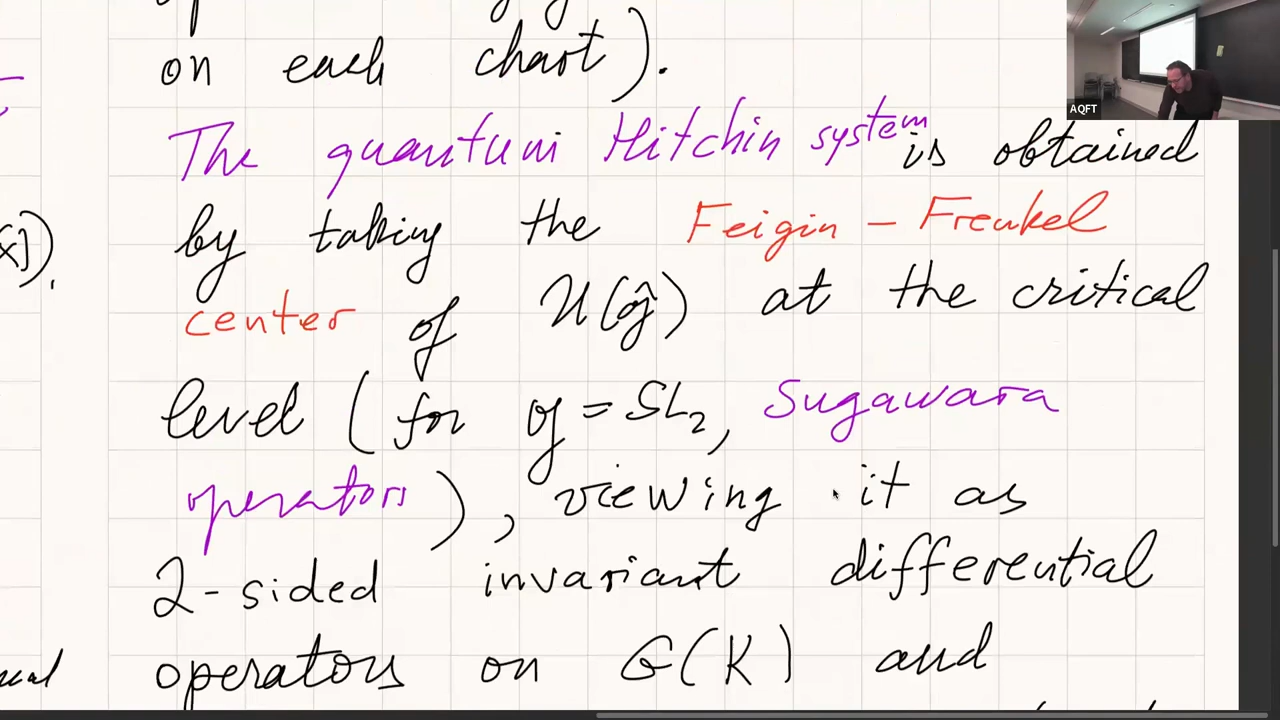 on each chart).
The quantum Hitchin system is obtained
by taking the Feigin - Frenkel
center of U(ĝ) at the critical
level (for g = SL₂, Sugawara
operators), viewing it as
2-sided invariant differential
operators on G(K) and
AQFT